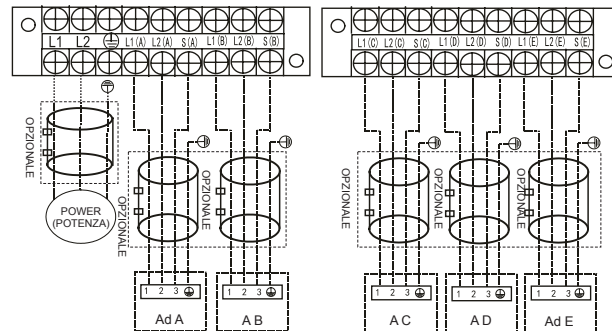 L1 L2 L1(A) L2(A) S(A) L1(B) L2(B) S(B)
L1(C) L2(C) S(C) L1(D) L2(D) S(D) L1(E) L2(E) S(E)
OPZIONALE
POWER
(POTENZA)
OPZIONALE
OPZIONALE
OPZIONALE
OPZIONALE
OPZIONALE
1 2 3
1 2 3
1 2 3
1 2 3
1 2 3
Ad A
A B
A C
A D
Ad E